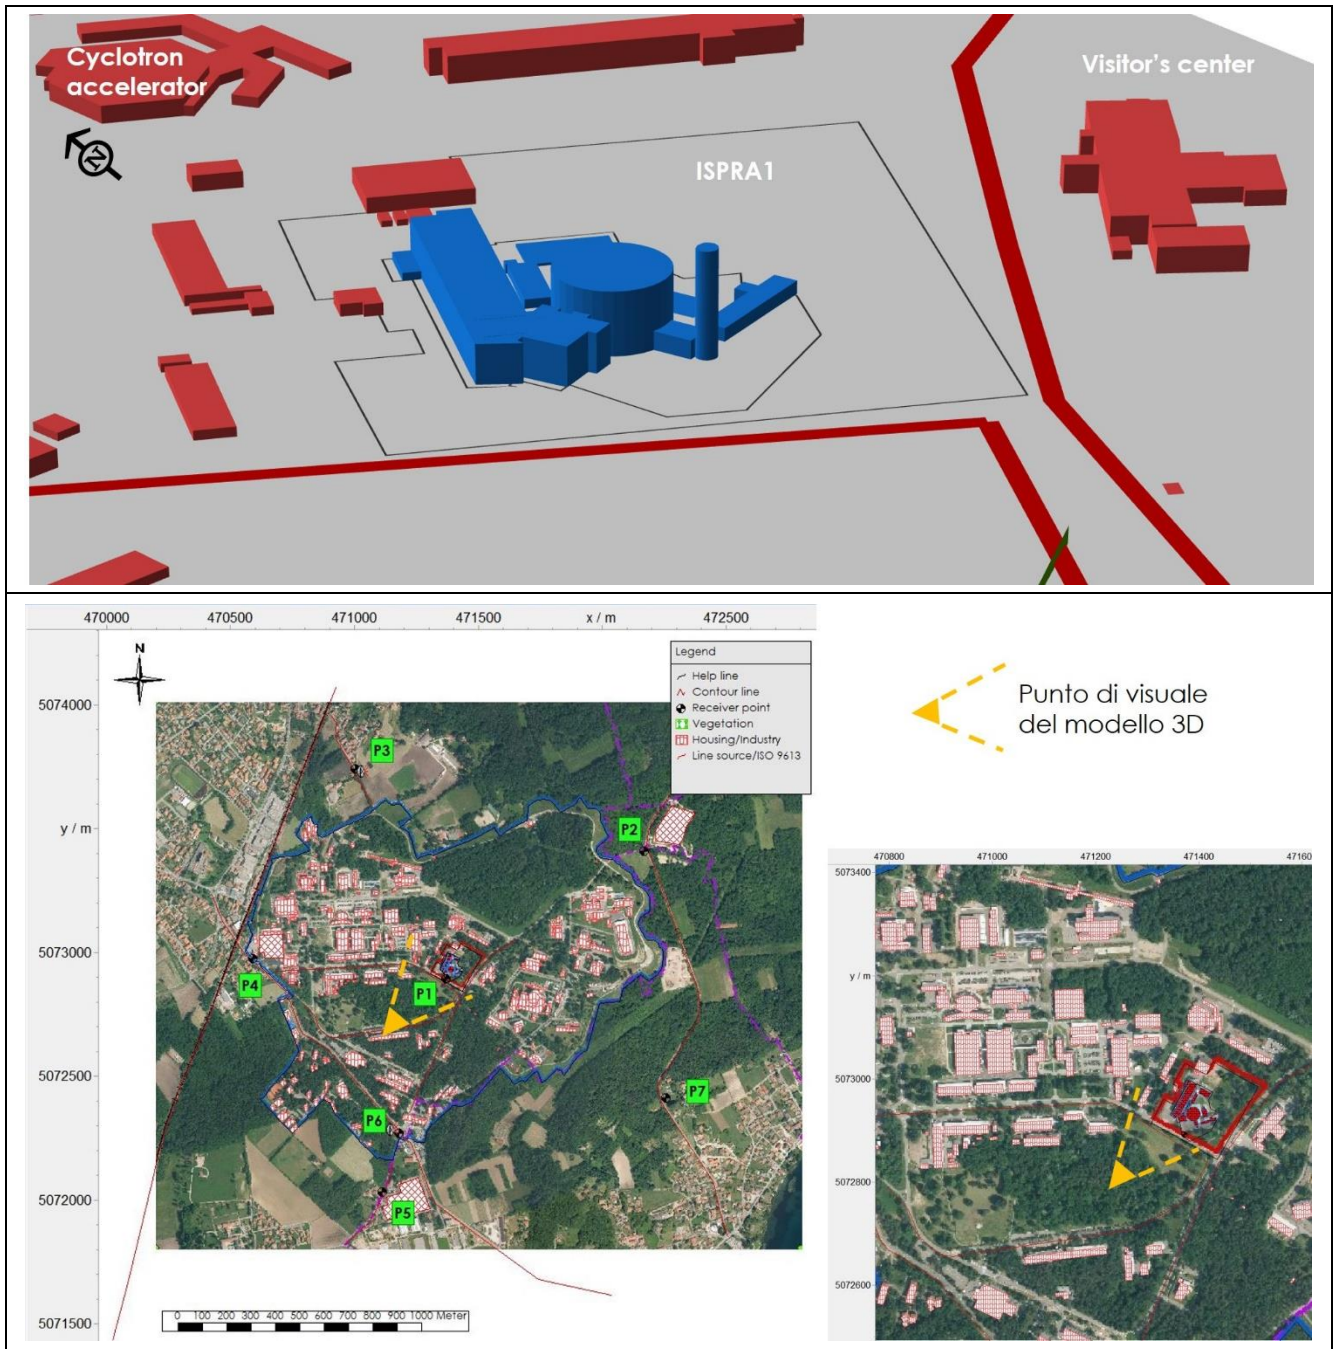 Cyclotron
accelerator
Visitor's center
ISPRA1
N
470000 470500 471000 471500 x / m 472500
N
5074000
y / m
5073000
5072500
5072000
5071500
Legend
Help line
Contour line
Receiver point
Vegetation
Housing/Industry
Line source/ISO 9613
P3
P2
P4
P1
P7
P6
P5
0 100 200 300 400 500 600 700 800 900 1000 Meter
Punto di visuale
del modello 3D
470800 471000 471200 471400 47160
5073400
y / m
5073000
5072800
5072600